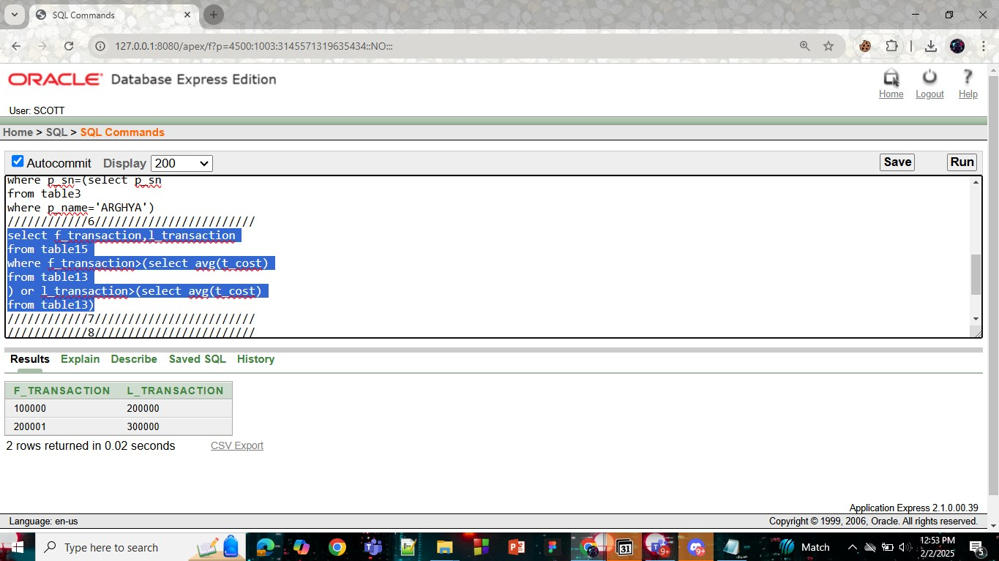 SQL Commands
127.0.0.1:8080/apex/f?p=4500:1003:3145571319635434::NO:::
ORACLE Database Express Edition
Home Logout Help
User: SCOTT
Home > SQL > SQL Commands
Autocommit Display 200 Save Run
where p_sn=(select p_sn
from table3
where p_name='ARGHYA')
////////////6////////////////////////
select f_transaction,l_transaction
from table15
where f_transaction>(select avg(t_cost)
from table13
) or l_transaction>(select avg(t_cost)
from table13)
////////////7////////////////////////
////////////8////////////////////////
Results Explain Describe Saved SQL History
F_TRANSACTION L_TRANSACTION
100000 200000
200001 300000
2 rows returned in 0.02 seconds CSV Export
Application Express 2.1.0.00.39
Language: en-us Copyright © 1999, 2006, Oracle. All rights reserved.
Type here to search 31 9+ 9+ Match 12:53 PM
2/2/2025 5